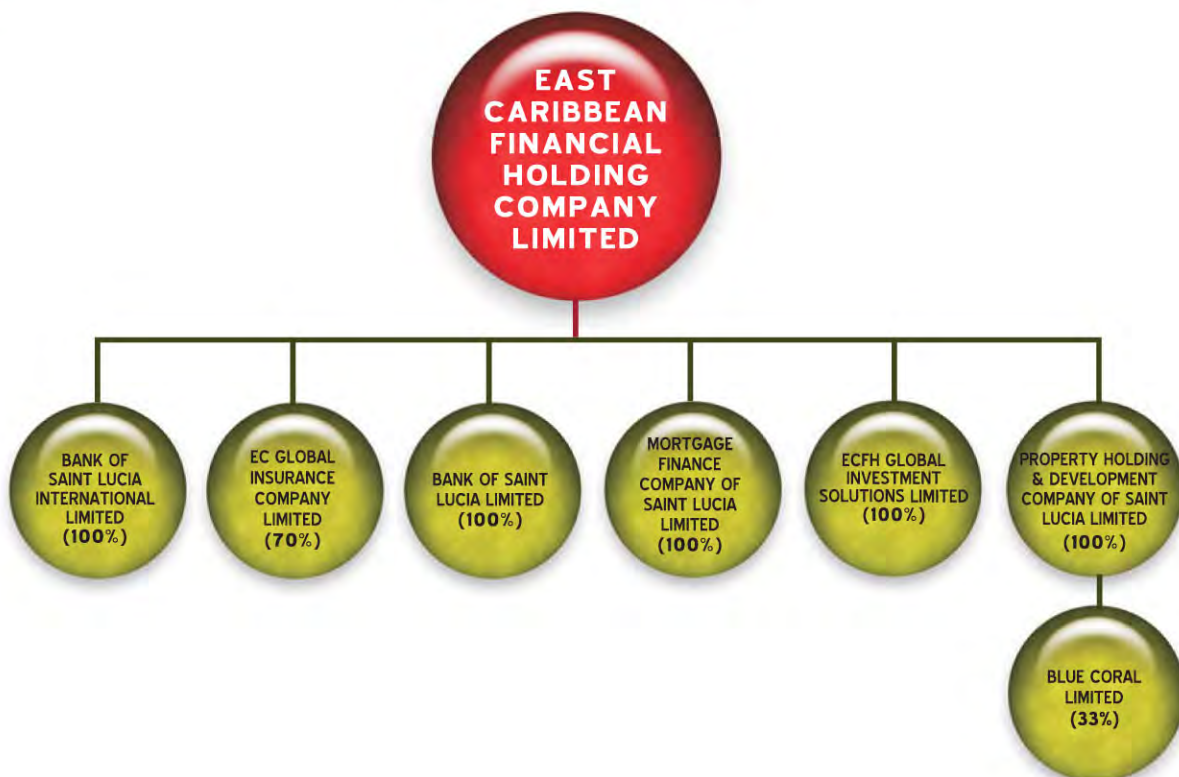 EAST
CARIBBEAN
FINANCIAL
HOLDING
COMPANY
LIMITED
BANK OF
SAINT LUCIA
INTERNATIONAL
LIMITED
(100%)
EC GLOBAL
INSURANCE
COMPANY
LIMITED
(70%)
BANK OF SAINT
LUCIA LIMITED
(100%)
MORTGAGE
FINANCE
COMPANY OF
SAINT LUCIA
LIMITED
(100%)
ECFH GLOBAL
INVESTMENT
SOLUTIONS LIMITED
(100%)
PROPERTY HOLDING
& DEVELOPMENT
COMPANY OF SAINT
LUCIA LIMITED
(100%)
BLUE CORAL
LIMITED
(33%)